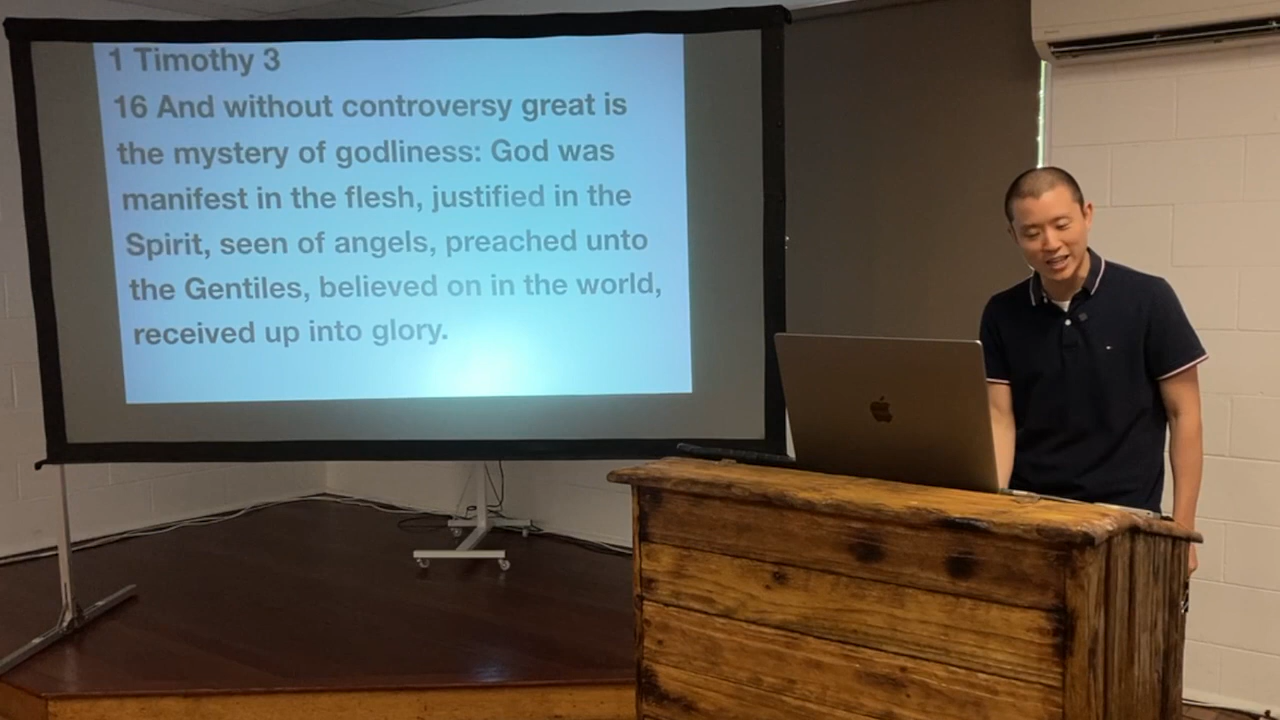 1 Timothy 3
16 And without controversy great is
the mystery of godliness: God was
manifest in the flesh, justified in the
Spirit, seen of angels, preached unto
the Gentiles, believed on in the world,
received up into glory.